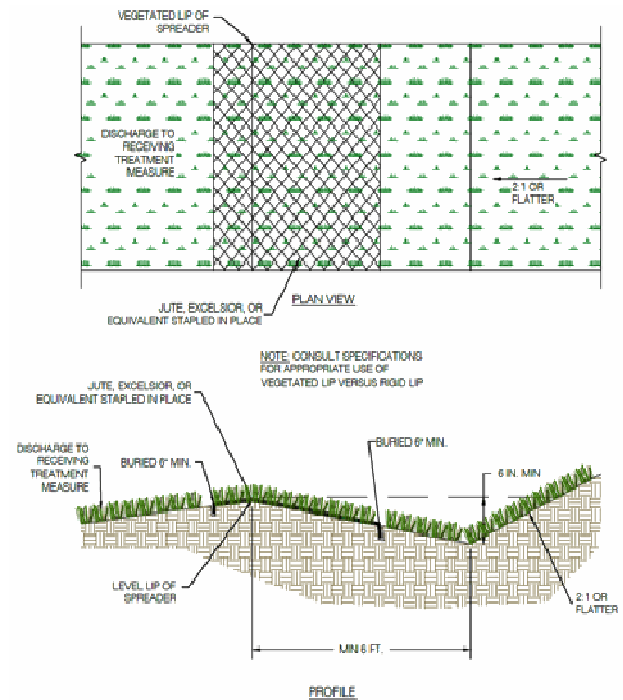 VEGETATED LIP OF
SPREADER
DISCHARGE TO
RECEIVING
TREATMENT
MEASURE
2:1 OR
FLATTER
JUTE, EXCELSIOR, OR
EQUIVALENT STAPLED IN PLACE
PLAN VIEW
NOTE: CONSULT SPECIFICATIONS
FOR APPROPRIATE USE OF
VEGETATED LIP VERSUS RIGID LIP
JUTE, EXCELSIOR, OR
EQUIVALENT STAPLED IN PLACE
DISCHARGE TO
RECEIVING
TREATMENT
MEASURE
BURIED 6" MIN.
BURIED 6" MIN.
6 IN. MIN
LEVEL LIP OF
SPREADER
2:1 OR
FLATTER
MIN 6 FT.
PROFILE